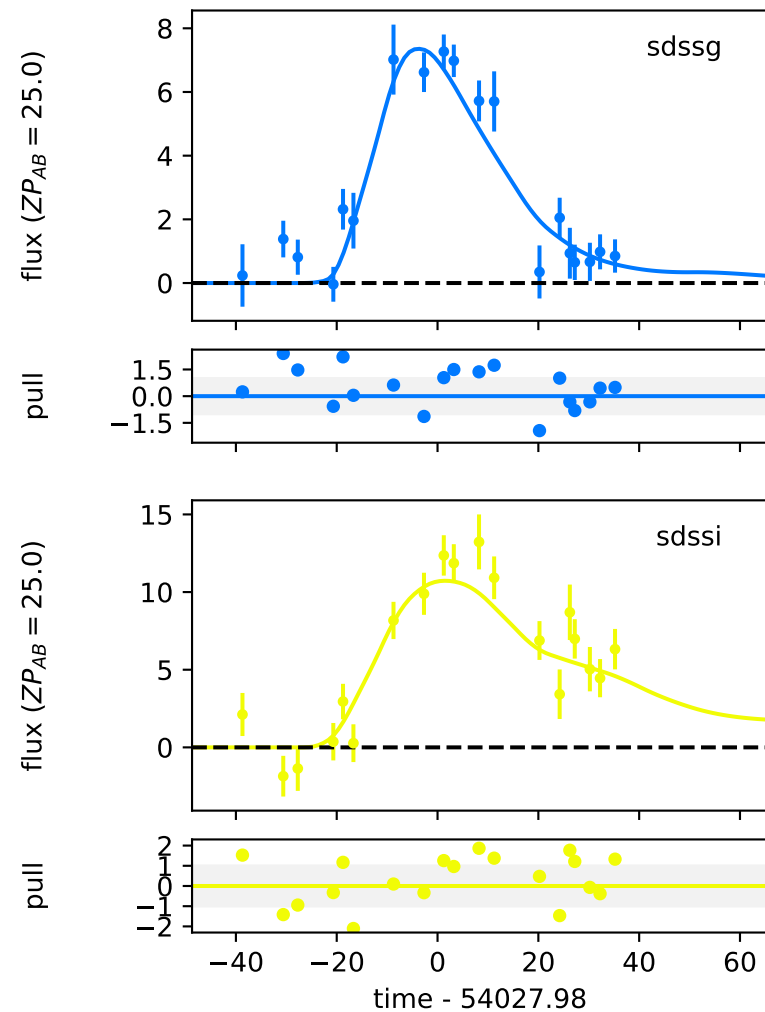 8
6
4
2
0
flux (ZP_AB = 25.0)
sdssg
1.5
0.0
−1.5
pull
15
10
5
0
flux (ZP_AB = 25.0)
sdssi
2
1
0
−1
−2
pull
−40 −20 0 20 40 60
time - 54027.98